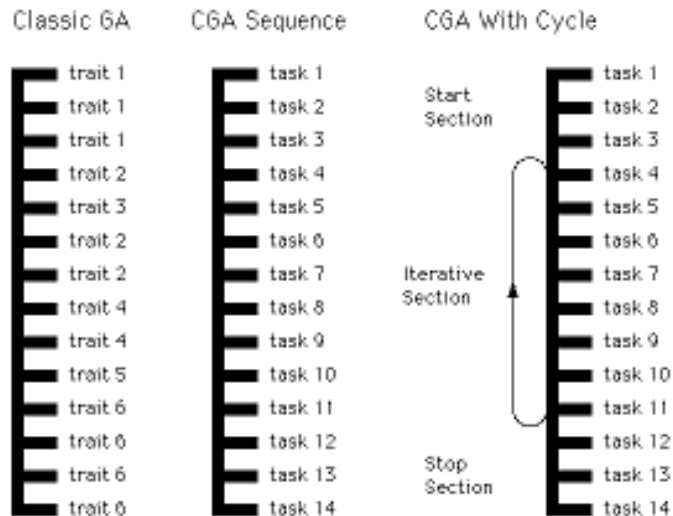 Classic GA
trait 1
trait 1
trait 1
trait 2
trait 3
trait 2
trait 2
trait 4
trait 4
trait 5
trait 6
trait 6
trait 6
trait 6
CGA Sequence
task 1
task 2
task 3
task 4
task 5
task 6
task 7
task 8
task 9
task 10
task 11
task 12
task 13
task 14
CGA With Cycle
Start
Section
Iterative
Section
Stop
Section
task 1
task 2
task 3
task 4
task 5
task 6
task 7
task 8
task 9
task 10
task 11
task 12
task 13
task 14